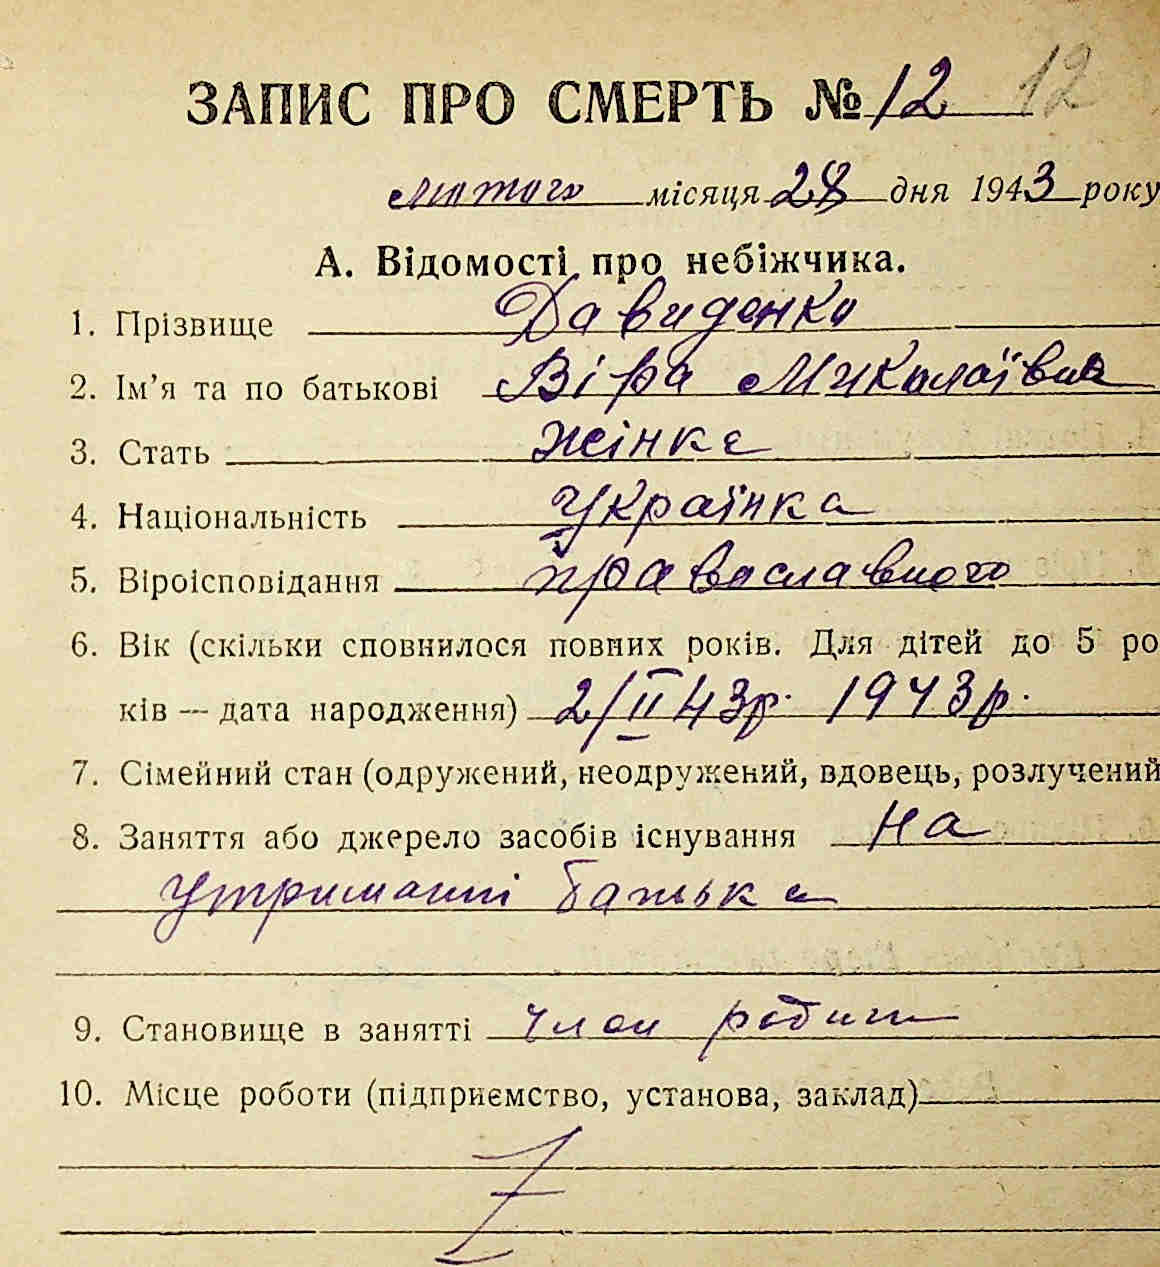 ЗАПИС ПРО СМЕРТЬ № 12 12
лютого місяця 28 дня 1943 року
А. Відомості про небіжчика.
1. Прізвище Давиденко
2. Ім'я та по батькові Віра Миколаївна
3. Стать жінка
4. Національність Українка
5. Віроісповідання православного
6. Вік (скільки сповнилося повних років. Для дітей до 5 ро
ків — дата народження) 2/II 43р. 1943р.
7. Сімейний стан (одружений, неодружений, вдовець, розлучений
8. Заняття або джерело засобів існування На
утриманні батька
9. Становище в занятті член родини
10. Місце роботи (підприємство, установа, заклад)